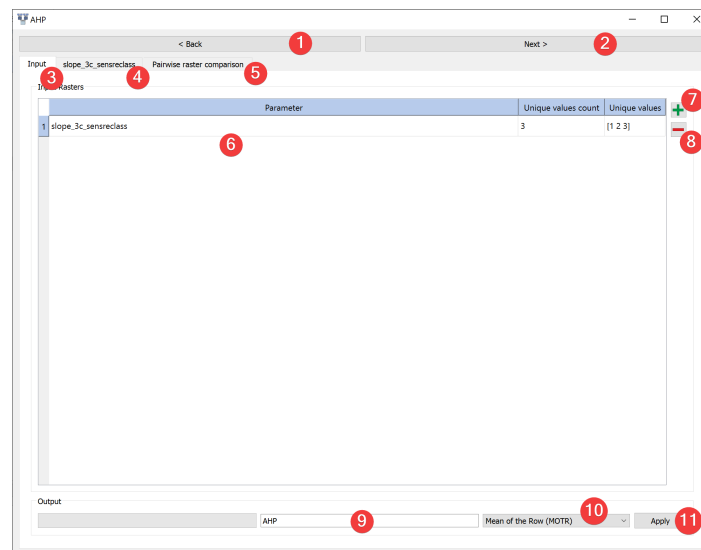 AHP
< Back 1 Next > 2
Input 3 slope_3c_sensreclass 4 Pairwise raster comparison 5
Input Rasters
Parameter Unique values count Unique values 7
1 slope_3c_sensreclass 3 [1 2 3] 8
6
Output
AHP 9 Mean of the Row (MOTR) 10 Apply 11